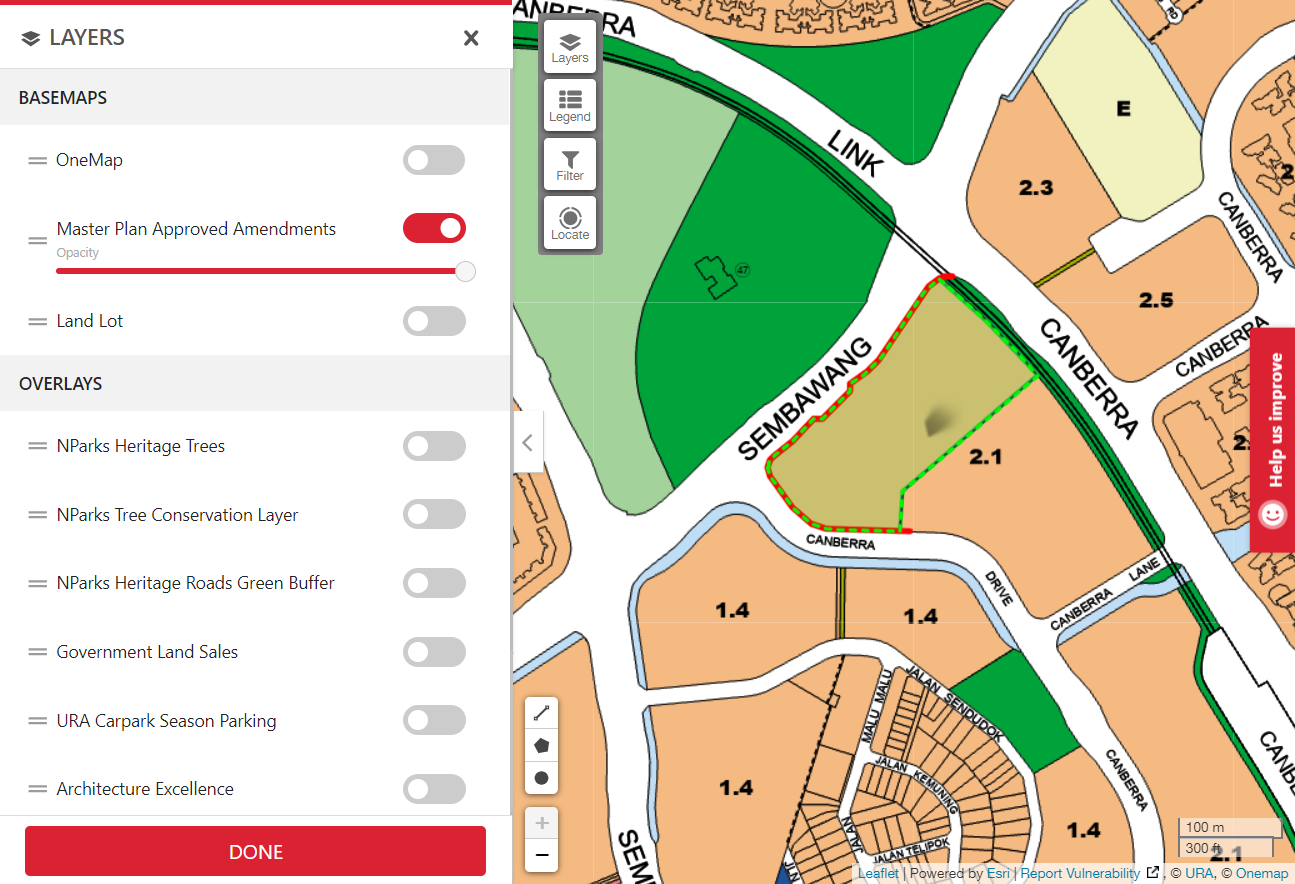 LAYERS
BASEMAPS
OneMap
Master Plan Approved Amendments
Opacity
Land Lot
OVERLAYS
NParks Heritage Trees
NParks Tree Conservation Layer
NParks Heritage Roads Green Buffer
Government Land Sales
URA Carpark Season Parking
Architecture Excellence
DONE
Layers
Legend
Filter
Locate
CANBERRA
LINK
RD
E
2.3
CANBERRA
47
2.5
CANBERRA
CANBERRA
SEMBAWANG
2.1
Help us improve
CANBERRA
DRIVE
CANBERRA LANE
1.4
1.4
JALAN SENDUDOK
MALU MALU
JALAN KEMUNING
JALAN
JALAN TELIPOK
1.4
CANBERRA
1.4
2.1
100 m
300 ft
Leaflet | Powered by Esri | Report Vulnerability , © URA, © Onemap